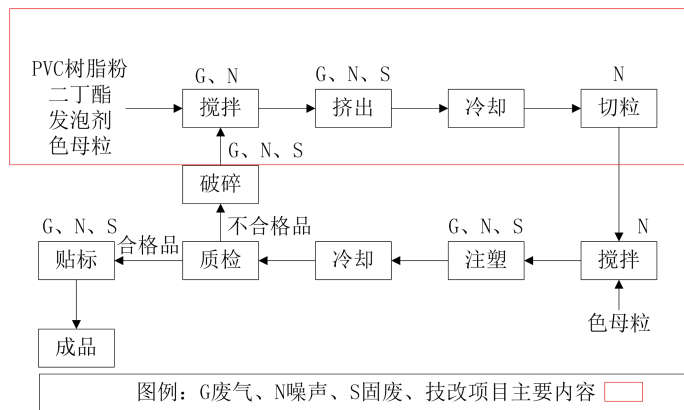 PVC树脂粉
二丁酯
发泡剂
色母粒
G、N
搅拌
G、N、S
挤出
冷却
N
切粒
G、N、S
破碎
不合格品
G、N、S
贴标
合格品
质检
冷却
G、N、S
注塑
N
搅拌
色母粒
成品
图例: G废气、N噪声、S固废、技改项目主要内容